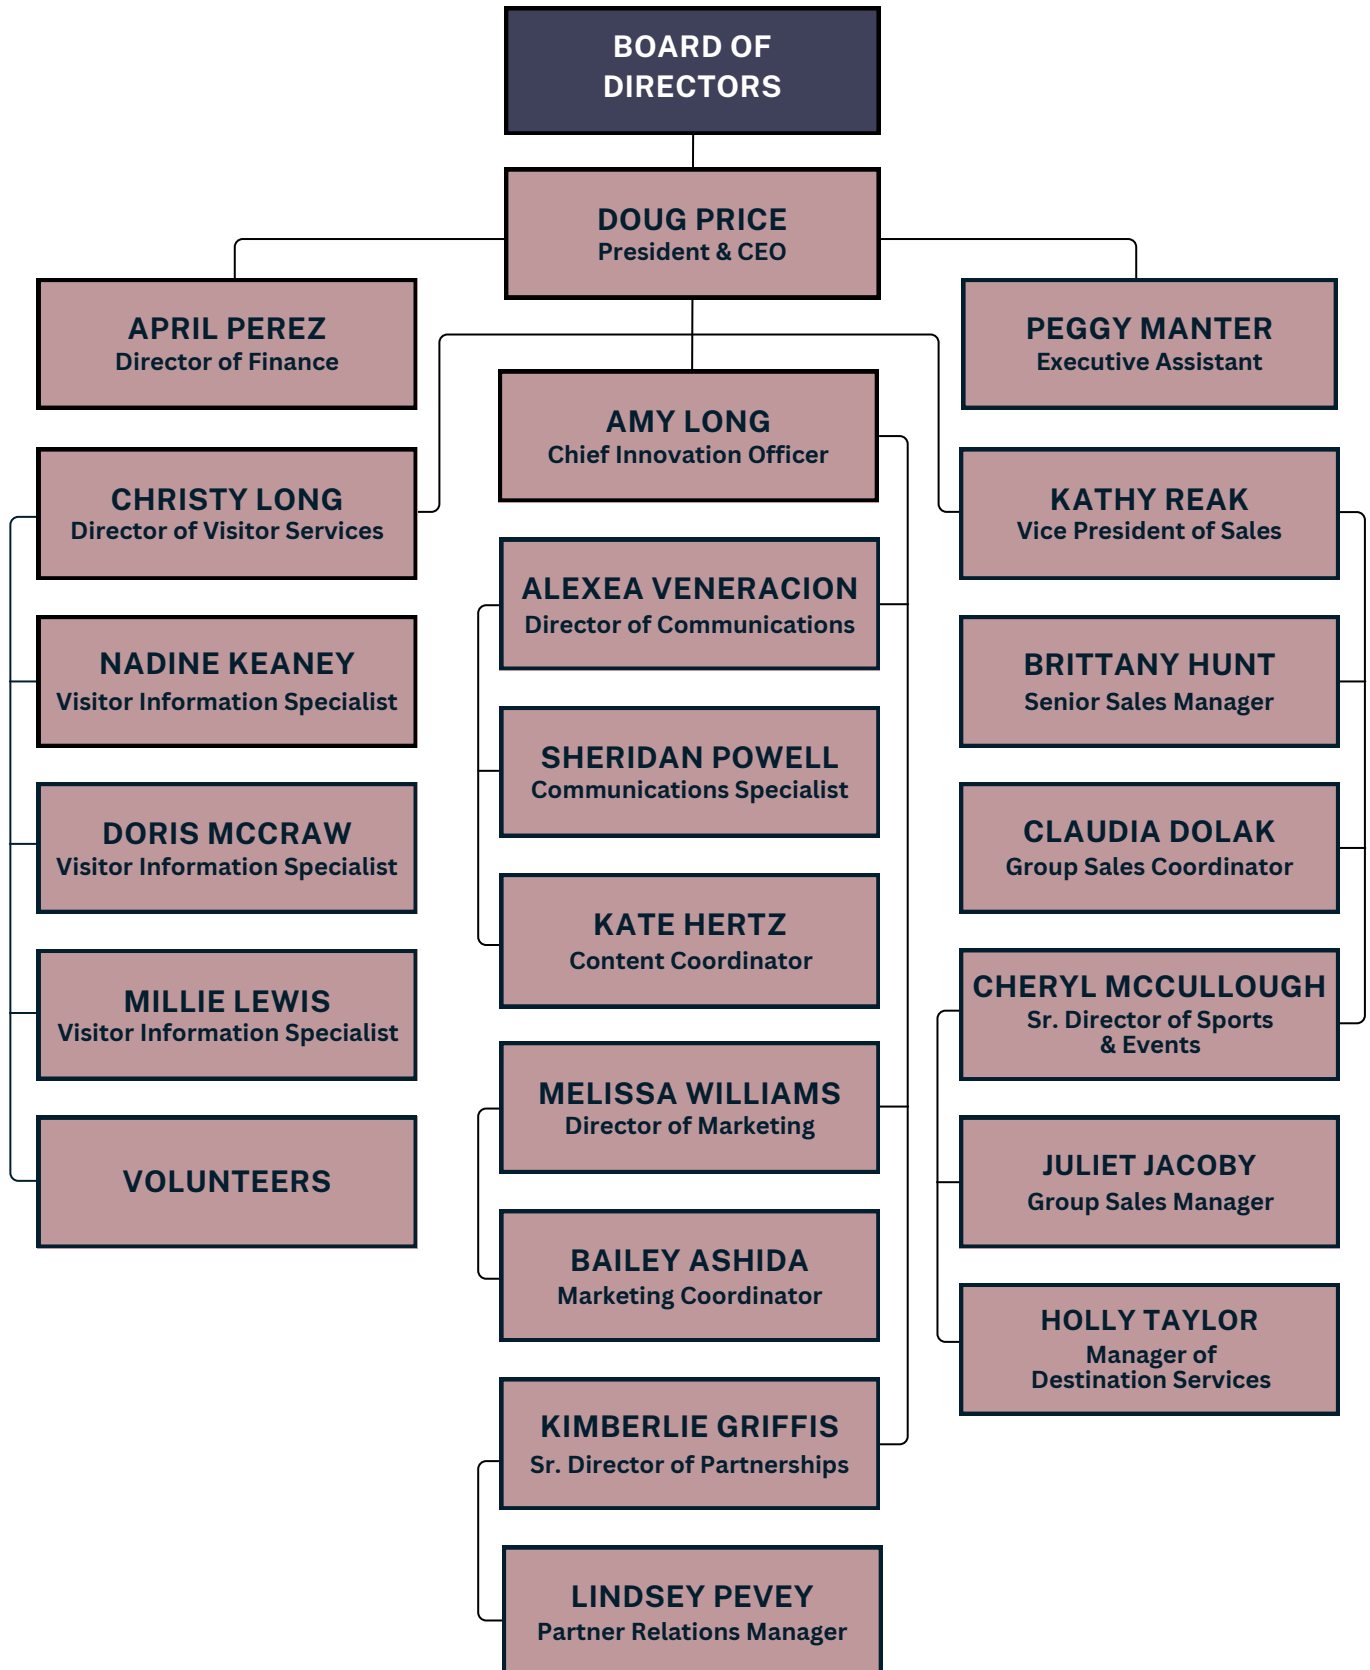 BOARD OF
DIRECTORS
DOUG PRICE
President & CEO
APRIL PEREZ
Director of Finance
PEGGY MANTER
Executive Assistant
AMY LONG
Chief Innovation Officer
CHRISTY LONG
Director of Visitor Services
NADINE KEANEY
Visitor Information Specialist
DORIS MCCRAW
Visitor Information Specialist
MILLIE LEWIS
Visitor Information Specialist
VOLUNTEERS
ALEXEA VENERACION
Director of Communications
SHERIDAN POWELL
Communications Specialist
KATE HERTZ
Content Coordinator
MELISSA WILLIAMS
Director of Marketing
BAILEY ASHIDA
Marketing Coordinator
KIMBERLIE GRIFFIS
Sr. Director of Partnerships
LINDSEY PEVEY
Partner Relations Manager
KATHY REAK
Vice President of Sales
BRITTANY HUNT
Senior Sales Manager
CLAUDIA DOLAK
Group Sales Coordinator
CHERYL MCCULLOUGH
Sr. Director of Sports
& Events
JULIET JACOBY
Group Sales Manager
HOLLY TAYLOR
Manager of
Destination Services